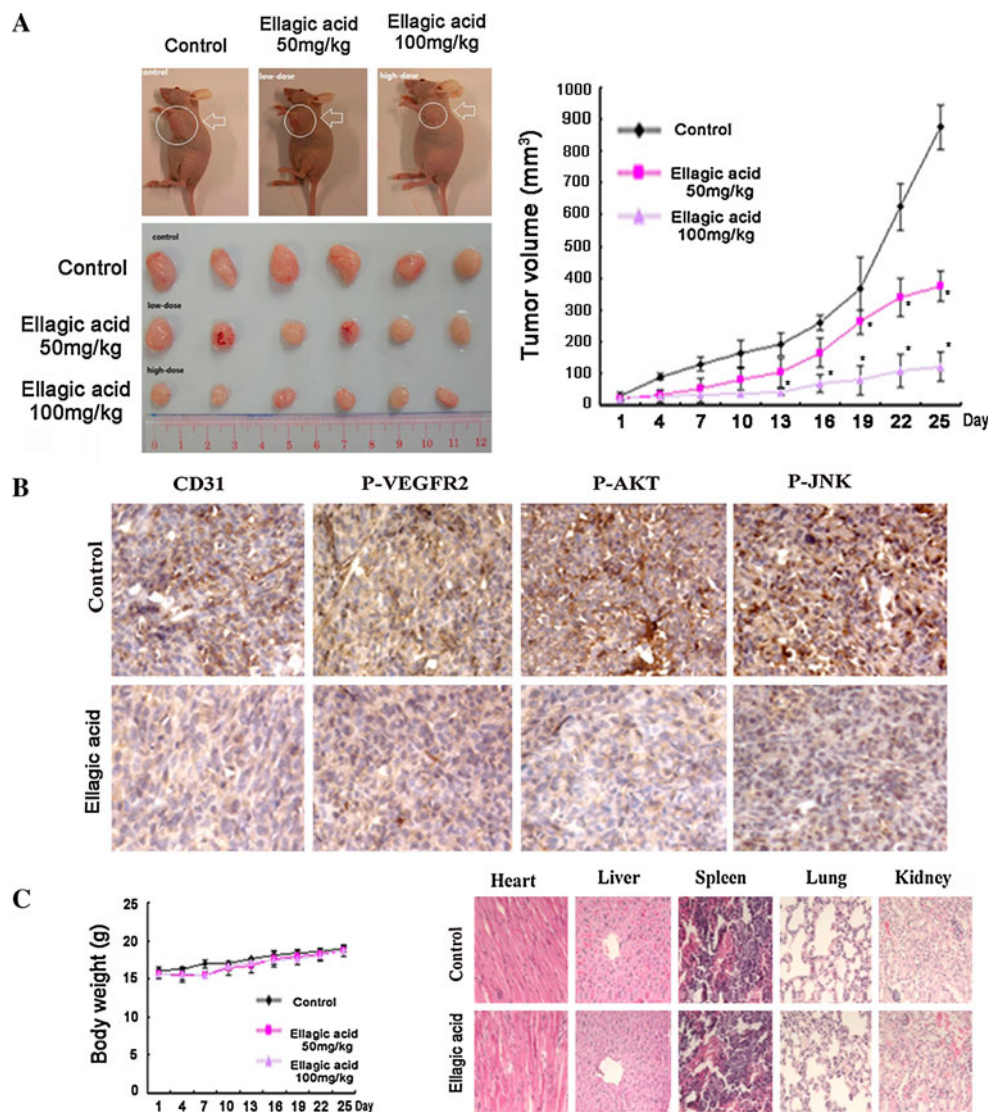 A
Control
Ellagic acid
50mg/kg
Ellagic acid
100mg/kg
control
low-dose
high-dose
Control
Ellagic acid
50mg/kg
Ellagic acid
100mg/kg
control
low-dose
high-dose
0 1 2 3 4 5 6 7 8 9 10 11 12
Tumor volume (mm³)
1000
900
800
700
600
500
400
300
200
100
0
Control
Ellagic acid
50mg/kg
Ellagic acid
100mg/kg
* * * * * * * *
1 4 7 10 13 16 19 22 25 Day
B
CD31 P-VEGFR2 P-AKT P-JNK
Control
Ellagic acid
C
Body weight (g)
25
20
15
10
5
0
Control
Ellagic acid
50mg/kg
Ellagic acid
100mg/kg
1 4 7 10 13 16 19 22 25 Day
Heart Liver Spleen Lung Kidney
Control
Ellagic acid